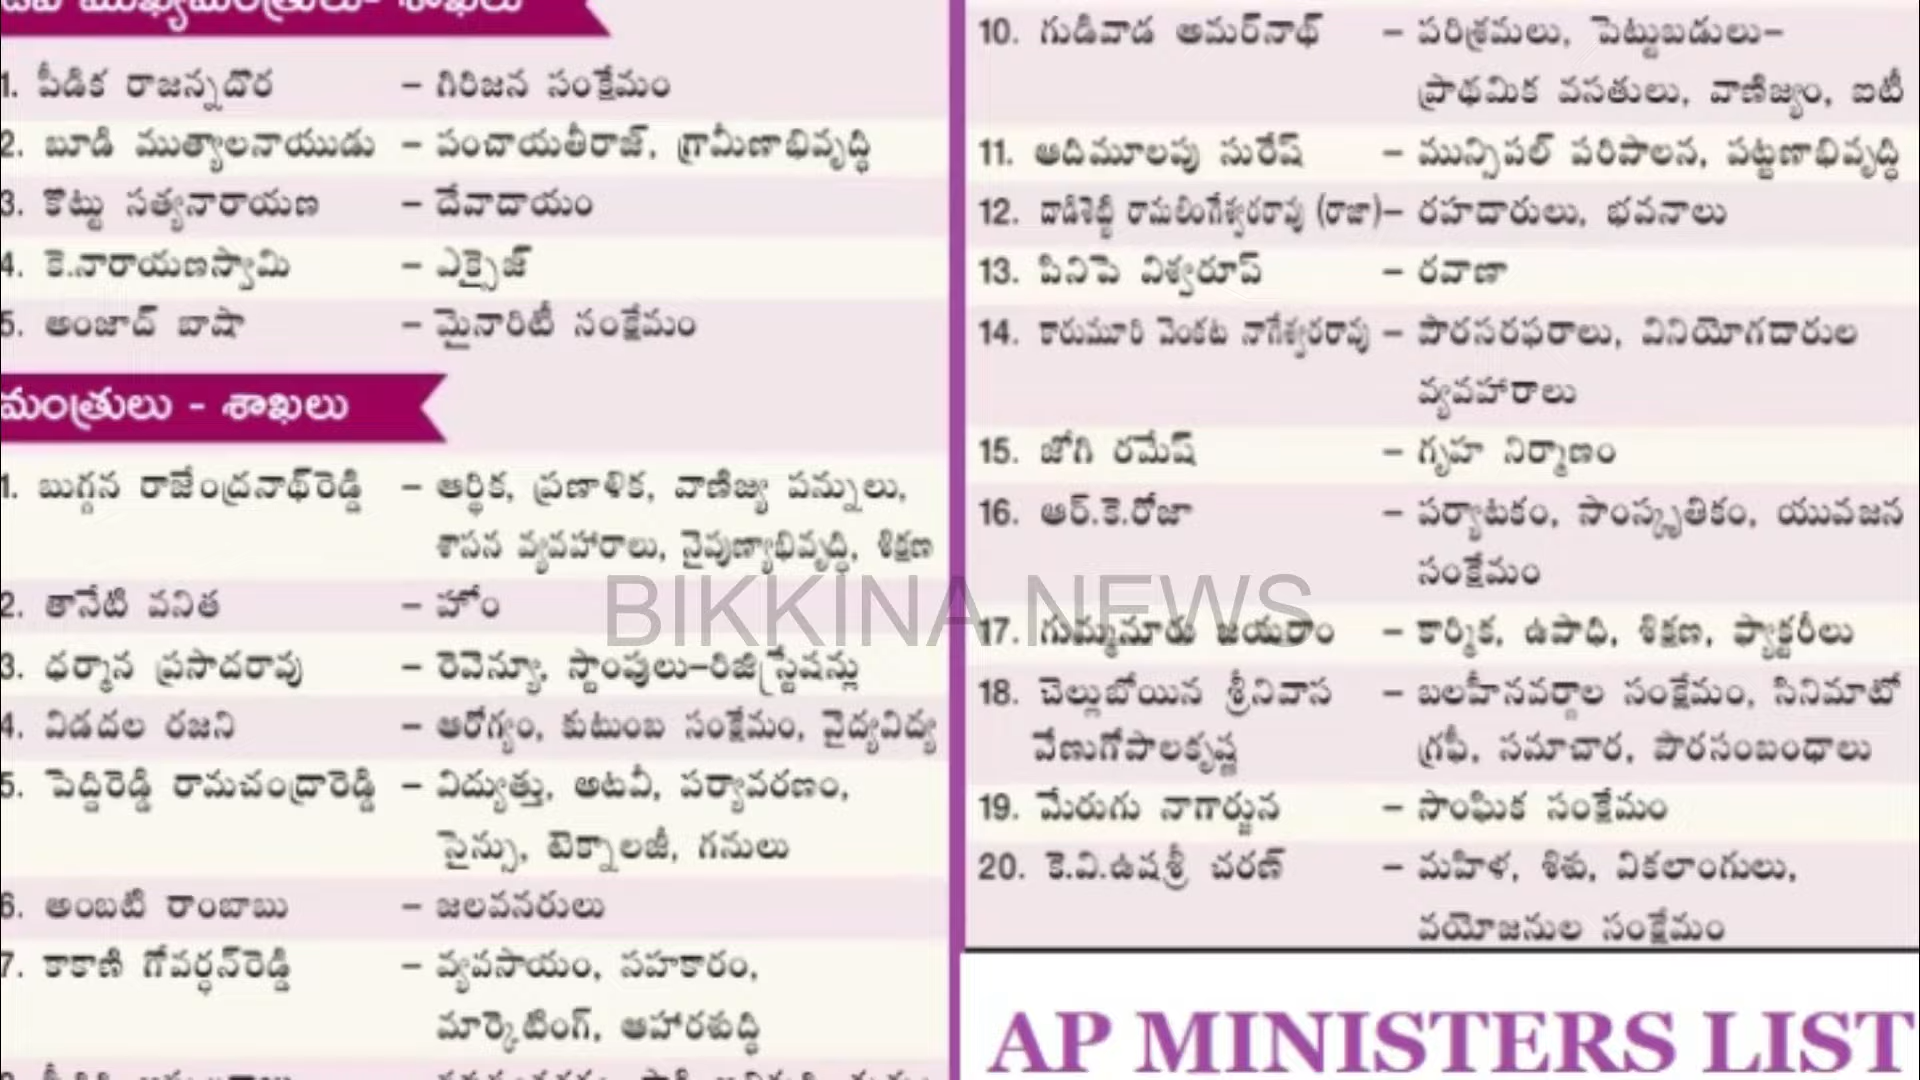 ముఖ్యమంత్రులు- శాఖలు
1. పీడిక రాజన్నదొర – గిరిజన సంక్షేమం
2. బూడి ముత్యాలనాయుడు – పంచాయతీరాజ్, గ్రామీణాభివృద్ధి
3. కొట్టు సత్యనారాయణ – దేవాదాయం
4. కె.నారాయణస్వామి – ఎక్సైజ్
5. అంజాద్ బాషా – మైనారిటీ సంక్షేమం
మంత్రులు - శాఖలు
1. బుగ్గన రాజేంద్రనాథ్‌రెడ్డి – ఆర్థిక, ప్రణాళిక, వాణిజ్య పన్నులు,
శాసన వ్యవహారాలు, నైపుణ్యాభివృద్ధి, శిక్షణ
2. తానేటి వనిత – హోం
3. ధర్మాన ప్రసాదరావు – రెవెన్యూ, స్టాంపులు–రిజిస్ట్రేషన్లు
4. విడదల రజని – ఆరోగ్యం, కుటుంబ సంక్షేమం, వైద్యవిద్య
5. పెద్దిరెడ్డి రామచంద్రారెడ్డి – విద్యుత్తు, అటవీ, పర్యావరణం,
సైన్సు, టెక్నాలజీ, గనులు
6. అంబటి రాంబాబు – జలవనరులు
7. కాకాణి గోవర్ధన్‌రెడ్డి – వ్యవసాయం, సహకారం,
మార్కెటింగ్, ఆహారశుద్ధి
10. గుడివాడ అమర్‌నాథ్ – పరిశ్రమలు, పెట్టుబడులు–
ప్రాథమిక వసతులు, వాణిజ్యం, ఐటీ
11. ఆదిమూలపు సురేష్ – మున్సిపల్ పరిపాలన, పట్టణాభివృద్ధి
12. దాడిశెట్టి రామలింగేశ్వరరావు (రాజా)– రహదారులు, భవనాలు
13. పినిపె విశ్వరూప్ – రవాణా
14. కారుమూరి వెంకట నాగేశ్వరరావు – పౌరసరఫరాలు, వినియోగదారుల
వ్యవహారాలు
15. జోగి రమేష్ – గృహ నిర్మాణం
16. ఆర్.కె.రోజా – పర్యాటకం, సాంస్కృతికం, యువజన
సంక్షేమం
17. గుమ్మనూరు జయరాం – కార్మిక, ఉపాధి, శిక్షణ, ఫ్యాక్టరీలు
18. చెల్లుబోయిన శ్రీనివాస – బలహీనవర్గాల సంక్షేమం, సినిమాటో
వేణుగోపాలకృష్ణ గ్రఫీ, సమాచార, పౌరసంబంధాలు
19. మేరుగు నాగార్జున – సాంఘిక సంక్షేమం
20. కె.వి.ఉషశ్రీ చరణ్ – మహిళ, శిశు, వికలాంగులు,
వయోజనుల సంక్షేమం
BIKKINA NEWS
AP MINISTERS LIST